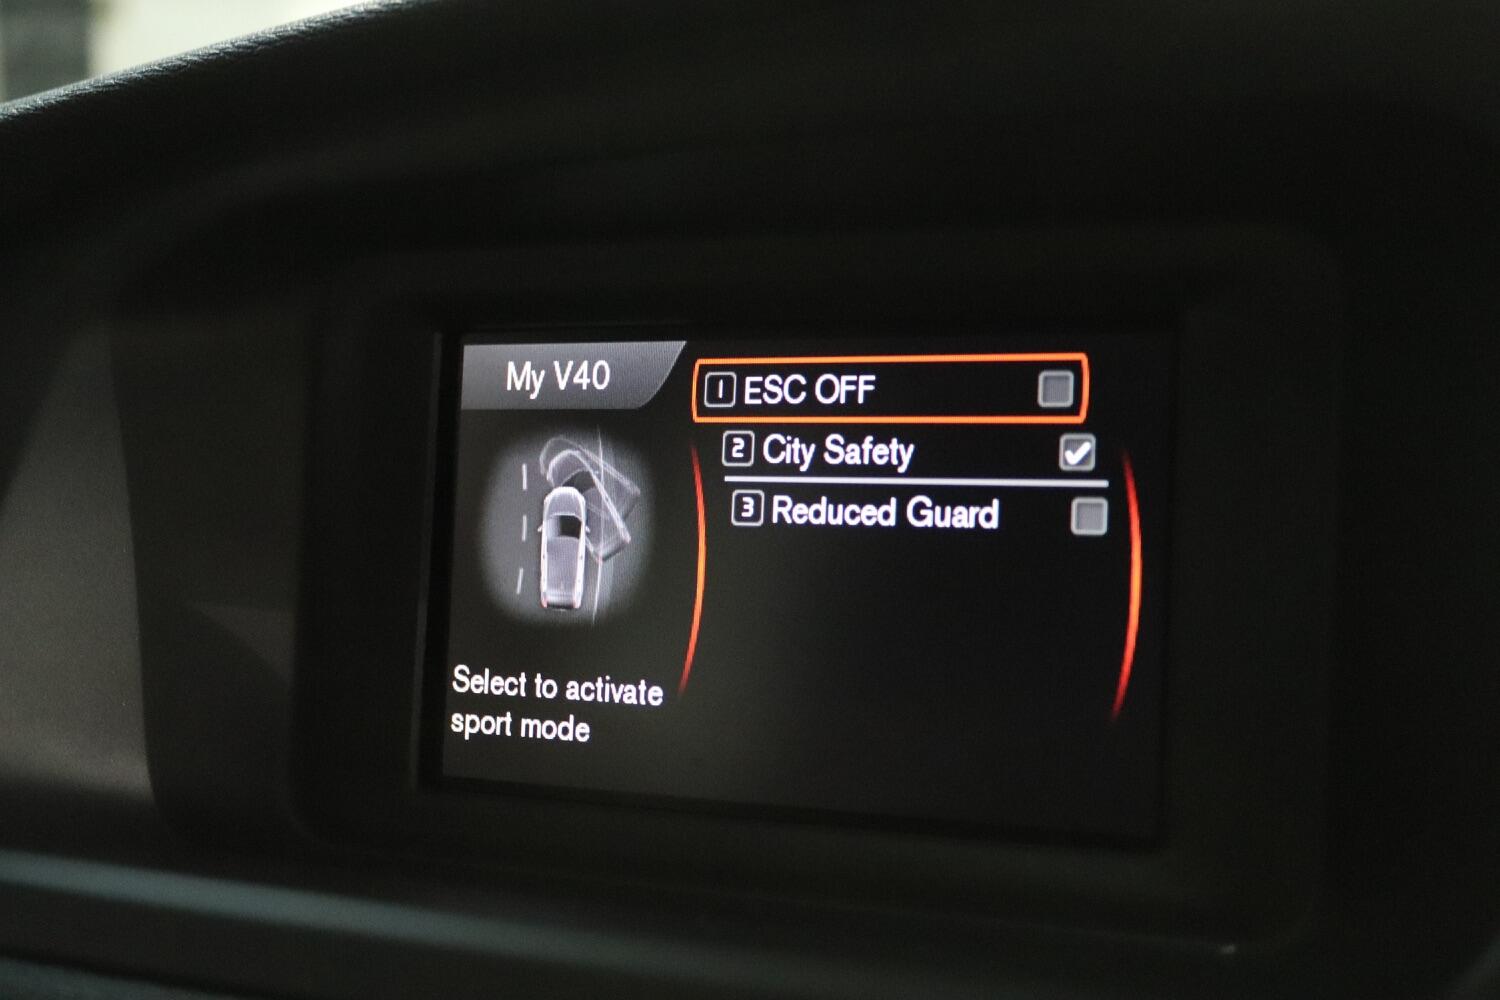 My V40
1 ESC OFF
2 City Safety
3 Reduced Guard
Select to activate
sport mode